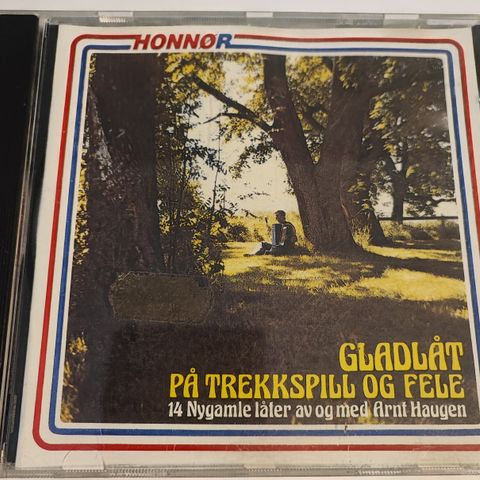 HONNØR
GLADLÅT
PÅ TREKKSPILL OG FELE
14 Nygamle låter av og med Arnt Haugen